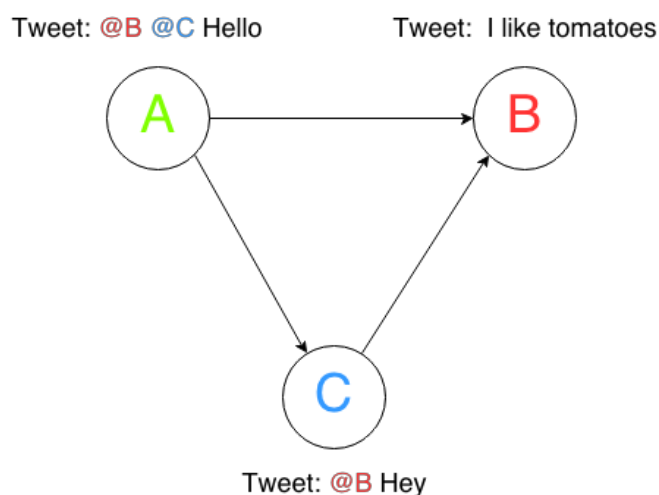 Tweet: @B @C Hello
Tweet: I like tomatoes
A
B
C
Tweet: @B Hey